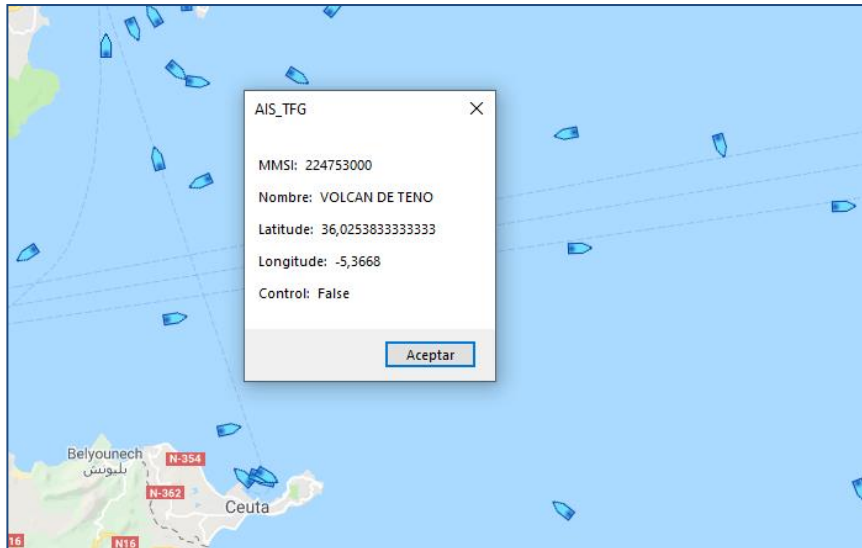 AIS_TFG
MMSI: 224753000
Nombre: VOLCAN DE TENO
Latitude: 36,0253833333333
Longitude: -5,3668
Control: False
Aceptar
Belyounech
بليونش
N-354
N-362
Ceuta
16
N16
16